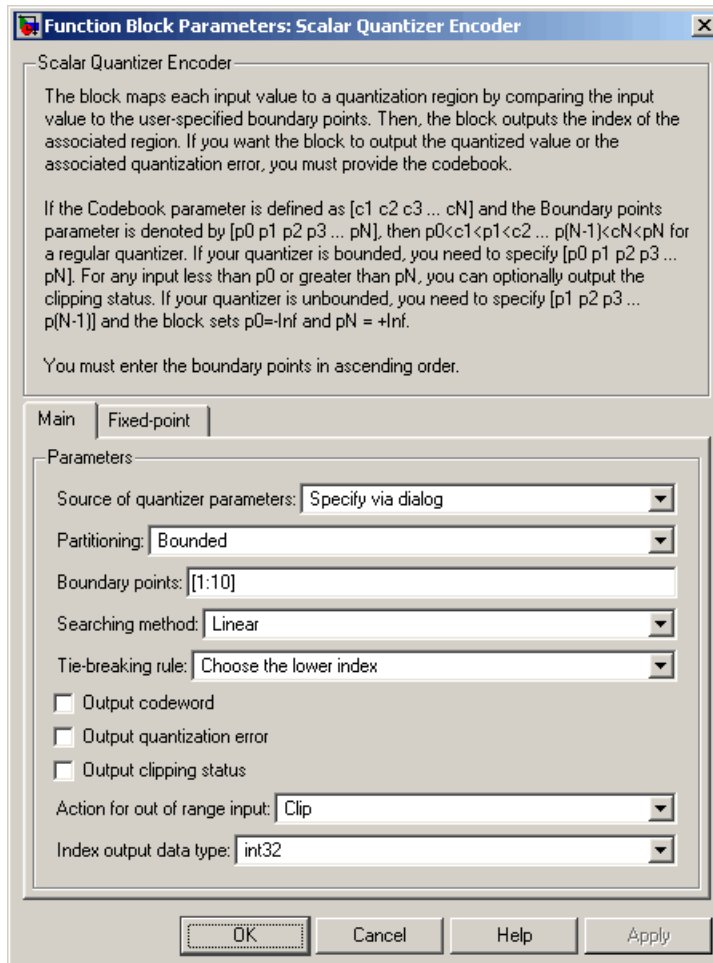 Function Block Parameters: Scalar Quantizer Encoder
Scalar Quantizer Encoder
The block maps each input value to a quantization region by comparing the input
value to the user-specified boundary points. Then, the block outputs the index of the
associated region. If you want the block to output the quantized value or the
associated quantization error, you must provide the codebook.
If the Codebook parameter is defined as [c1 c2 c3 ... cN] and the Boundary points
parameter is denoted by [p0 p1 p2 p3 ... pN], then p0<c1<p1<c2 ... p(N-1)<cN<pN for
a regular quantizer. If your quantizer is bounded, you need to specify [p0 p1 p2 p3 ...
pN]. For any input less than p0 or greater than pN, you can optionally output the
clipping status. If your quantizer is unbounded, you need to specify [p1 p2 p3 ...
p(N-1)] and the block sets p0=-Inf and pN = +Inf.
You must enter the boundary points in ascending order.
Main Fixed-point
Parameters
Source of quantizer parameters: Specify via dialog
Partitioning: Bounded
Boundary points: [1:10]
Searching method: Linear
Tie-breaking rule: Choose the lower index
Output codeword
Output quantization error
Output clipping status
Action for out of range input: Clip
Index output data type: int32
OK Cancel Help Apply